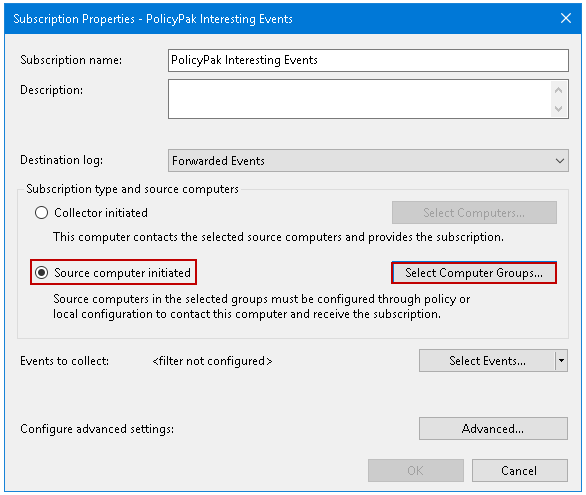 Subscription Properties - PolicyPak Interesting Events
Subscription name: PolicyPak Interesting Events
Description:
Destination log: Forwarded Events
Subscription type and source computers
Collector initiated Select Computers...
This computer contacts the selected source computers and provides the subscription.
Source computer initiated Select Computer Groups...
Source computers in the selected groups must be configured through policy or
local configuration to contact this computer and receive the subscription.
Events to collect: <filter not configured> Select Events...
Configure advanced settings: Advanced...
OK Cancel